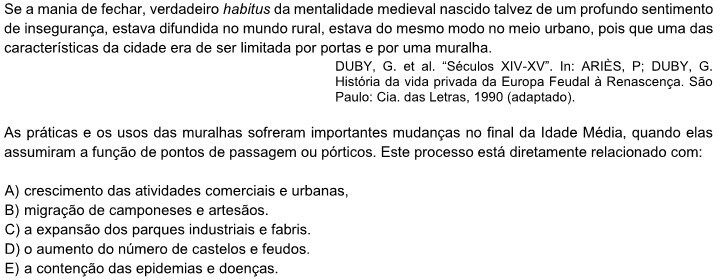 Se a mania de fechar, verdadeiro habitus da mentalidade medieval nascido talvez de um profundo sentimento
de insegurança, estava difundida no mundo rural, estava do mesmo modo no meio urbano, pois que uma das
características da cidade era de ser limitada por portas e por uma muralha.
DUBY, G. et al. “Séculos XIV-XV”. In: ARIÈS, P; DUBY, G.
História da vida privada da Europa Feudal à Renascença. São
Paulo: Cia. das Letras, 1990 (adaptado).
As práticas e os usos das muralhas sofreram importantes mudanças no final da Idade Média, quando elas
assumiram a função de pontos de passagem ou pórticos. Este processo está diretamente relacionado com:
A) crescimento das atividades comerciais e urbanas,
B) migração de camponeses e artesãos.
C) a expansão dos parques industriais e fabris.
D) o aumento do número de castelos e feudos.
E) a contenção das epidemias e doenças.